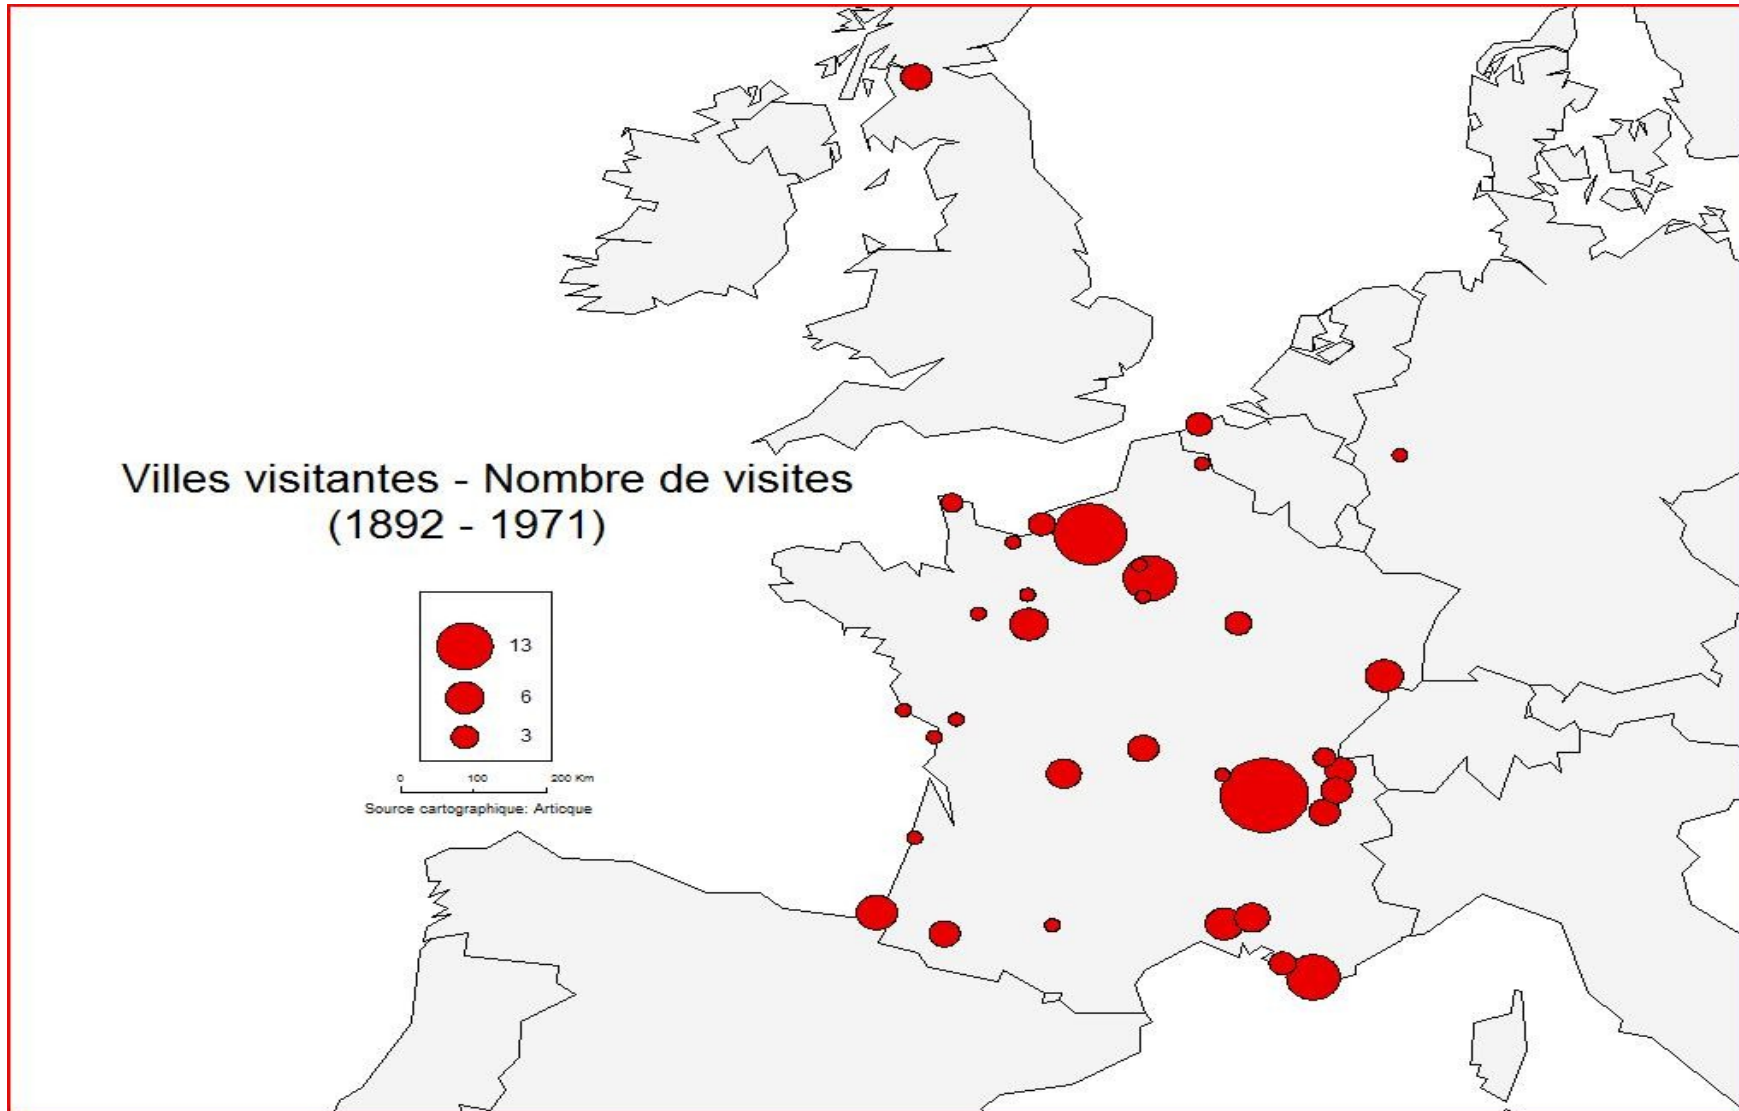 Villes visitantes - Nombre de visites
(1892 - 1971)
13
6
3
0 100 200 Km
Source cartographique: Articque